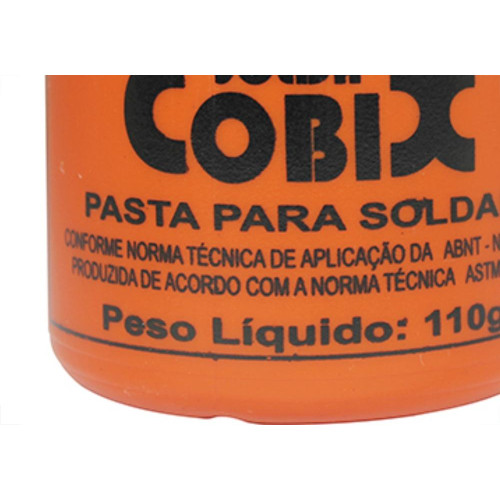 COBIX
PASTA PARA SOLDA
CONFORME NORMA TÉCNICA DE APLICAÇÃO DA ABNT - N
PRODUZIDA DE ACORDO COM A NORMA TÉCNICA ASTM
Peso Líquido: 110g